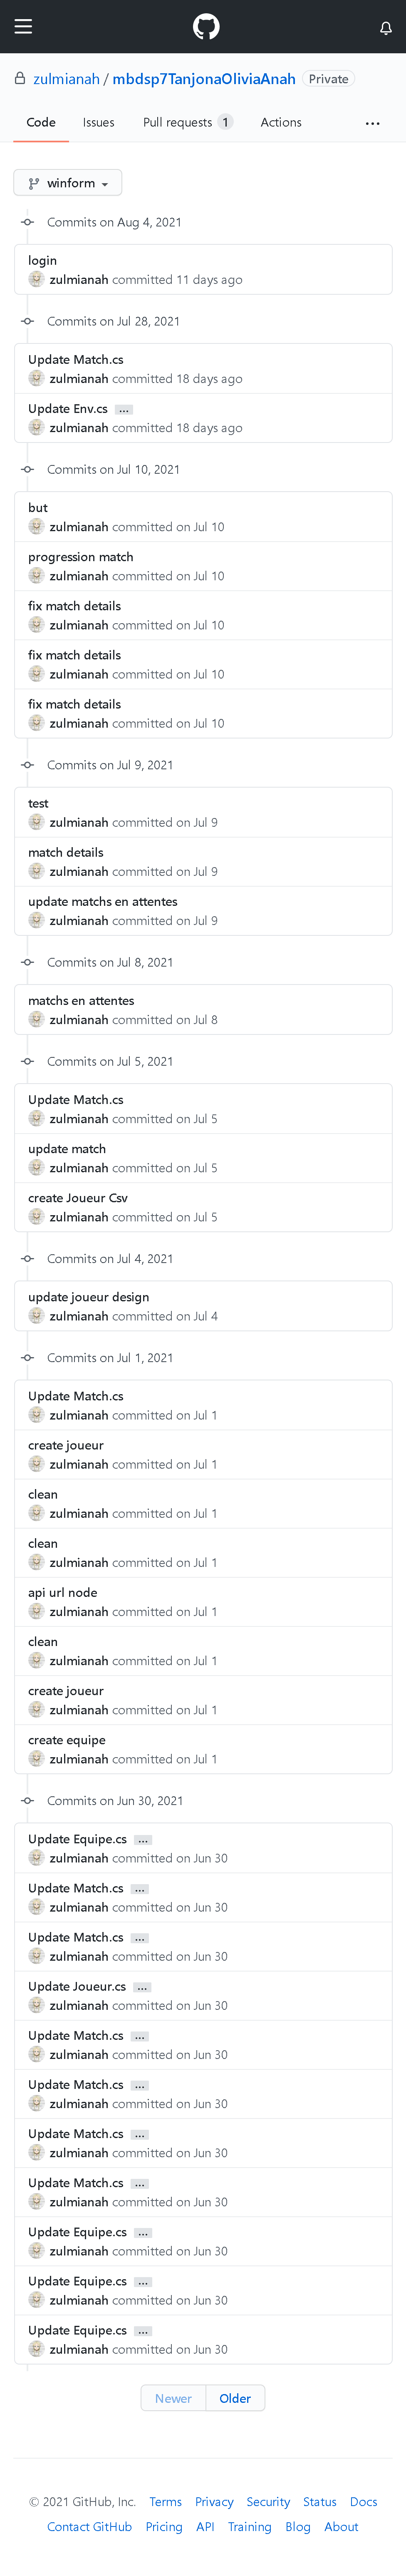 zulmianah / mbdsp7TanjonaOliviaAnah Private
Code Issues Pull requests 1 Actions ...
winform
Commits on Aug 4, 2021
login
zulmianah committed 11 days ago
Commits on Jul 28, 2021
Update Match.cs
zulmianah committed 18 days ago
Update Env.cs ...
zulmianah committed 18 days ago
Commits on Jul 10, 2021
but
zulmianah committed on Jul 10
progression match
zulmianah committed on Jul 10
fix match details
zulmianah committed on Jul 10
fix match details
zulmianah committed on Jul 10
fix match details
zulmianah committed on Jul 10
Commits on Jul 9, 2021
test
zulmianah committed on Jul 9
match details
zulmianah committed on Jul 9
update matchs en attentes
zulmianah committed on Jul 9
Commits on Jul 8, 2021
matchs en attentes
zulmianah committed on Jul 8
Commits on Jul 5, 2021
Update Match.cs
zulmianah committed on Jul 5
update match
zulmianah committed on Jul 5
create Joueur Csv
zulmianah committed on Jul 5
Commits on Jul 4, 2021
update joueur design
zulmianah committed on Jul 4
Commits on Jul 1, 2021
Update Match.cs
zulmianah committed on Jul 1
create joueur
zulmianah committed on Jul 1
clean
zulmianah committed on Jul 1
clean
zulmianah committed on Jul 1
api url node
zulmianah committed on Jul 1
clean
zulmianah committed on Jul 1
create joueur
zulmianah committed on Jul 1
create equipe
zulmianah committed on Jul 1
Commits on Jun 30, 2021
Update Equipe.cs ...
zulmianah committed on Jun 30
Update Match.cs ...
zulmianah committed on Jun 30
Update Match.cs ...
zulmianah committed on Jun 30
Update Joueur.cs ...
zulmianah committed on Jun 30
Update Match.cs ...
zulmianah committed on Jun 30
Update Match.cs ...
zulmianah committed on Jun 30
Update Match.cs ...
zulmianah committed on Jun 30
Update Match.cs ...
zulmianah committed on Jun 30
Update Equipe.cs ...
zulmianah committed on Jun 30
Update Equipe.cs ...
zulmianah committed on Jun 30
Update Equipe.cs ...
zulmianah committed on Jun 30
Newer Older
© 2021 GitHub, Inc. Terms Privacy Security Status Docs
Contact GitHub Pricing API Training Blog About